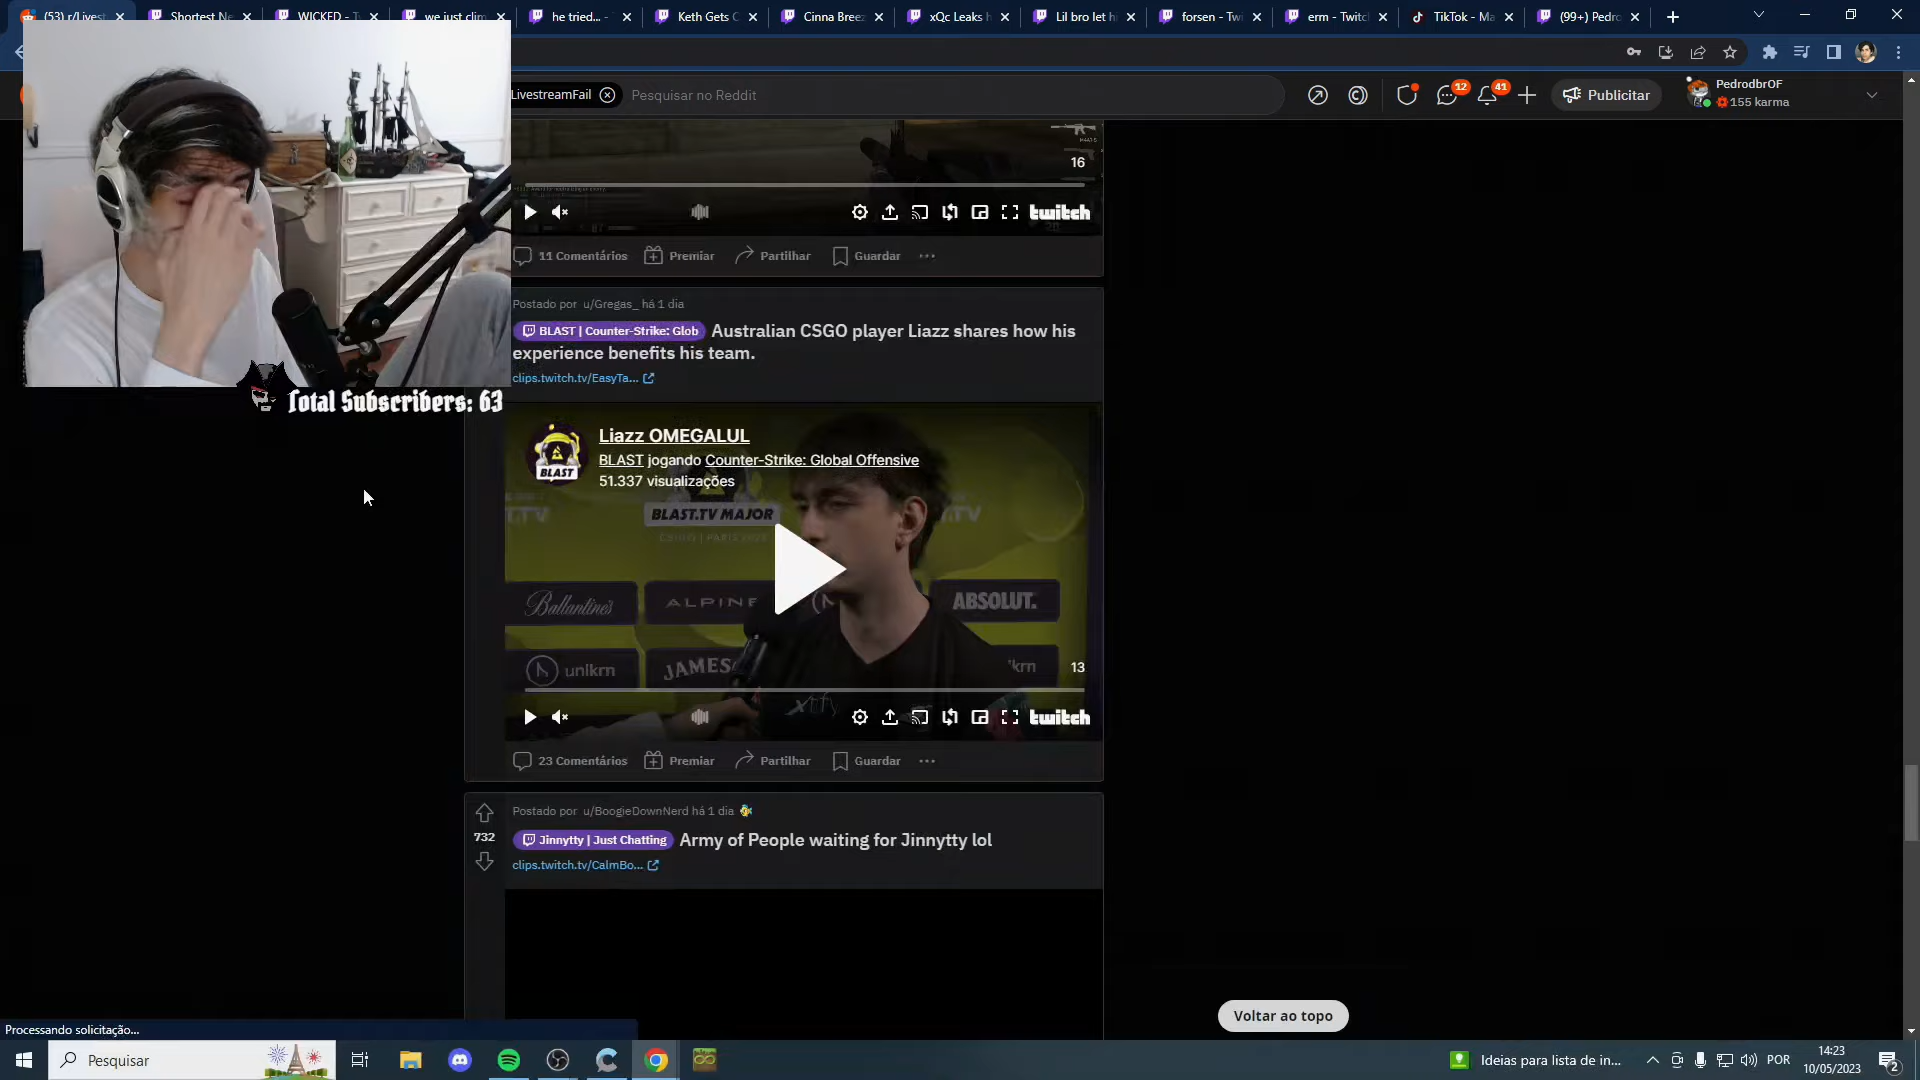 (53) r/Livest
Shortest Ne
WICKED - Tw
we just clim
he tried... -
Keth Gets C
Cinna Breez
xQc Leaks h
Lil bro let h
forsen - Twi
erm - Twitc
TikTok - Ma
(99+) Pedro
LivestreamFail
Pesquisar no Reddit
12
41
Publicitar
PedrodbrOF
155 karma
16
twitch
11 Comentários
Premiar
Partilhar
Guardar
Postado por u/Gregas_ há 1 dia
BLAST | Counter-Strike: Glob Australian CSGO player Liazz shares how his
experience benefits his team.
clips.twitch.tv/EasyTa...
Total Subscribers: 63
Liazz OMEGALUL
BLAST jogando Counter-Strike: Global Offensive
51.337 visualizações
BLAST
BLAST.TV MAJOR
Ballantine's
ALPINE
ABSOLUT.
unikrn
JAMES
ikrn
13
twitch
23 Comentários
Premiar
Partilhar
Guardar
Postado por u/BoogieDownNerd há 1 dia
732
Jinnytty | Just Chatting Army of People waiting for Jinnytty lol
clips.twitch.tv/CalmBo...
Voltar ao topo
Processando solicitação...
Pesquisar
Ideias para lista de in...
POR
14:23
10/05/2023
2